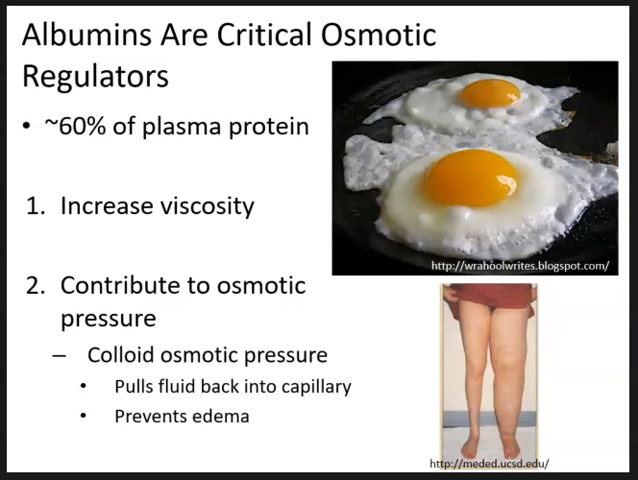 Albumins Are Critical Osmotic
Regulators
• ~60% of plasma protein
1. Increase viscosity
2. Contribute to osmotic
pressure
– Colloid osmotic pressure
• Pulls fluid back into capillary
• Prevents edema
http://wrahoolwrites.blogspot.com/
http://meded.ucsd.edu/